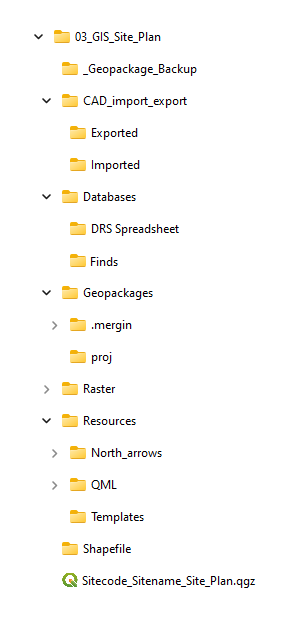 03_GIS_Site_Plan
_Geopackage_Backup
CAD_import_export
Exported
Imported
Databases
DRS Spreadsheet
Finds
Geopackages
.mergin
proj
Raster
Resources
North_arrows
QML
Templates
Shapefile
Sitecode_Sitename_Site_Plan.qgz